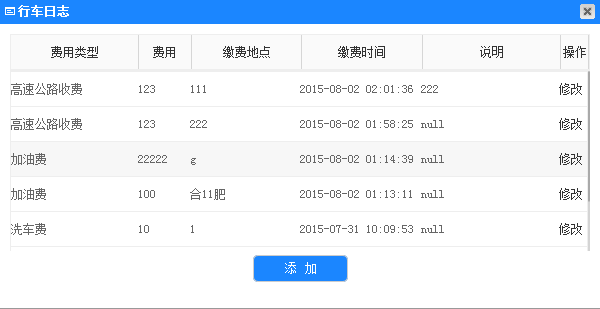 行车日志
费用类型 费用 缴费地点 缴费时间 说明 操作
高速公路收费 123 111 2015-08-02 02:01:36 222 修改
高速公路收费 123 222 2015-08-02 01:58:25 null 修改
加油费 22222 g 2015-08-02 01:14:39 null 修改
加油费 100 合11肥 2015-08-02 01:13:11 null 修改
洗车费 10 1 2015-07-31 10:09:53 null 修改
添 加